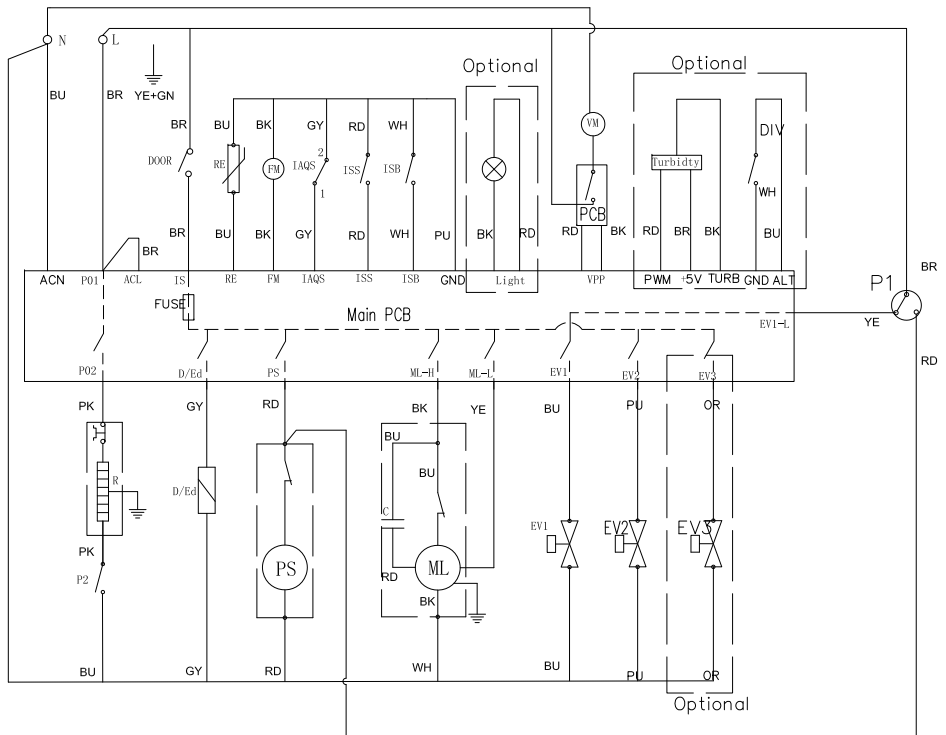 N L
Optional
Optional
BU BR YE+GN
BR BU BK GY RD WH VM DIV
DOOR RE FM IAQS 2 ISS ISB Turbidty
1 WH
PCB
BR BR BU BK GY RD WH PU BK RD RD BK RD BR BK BU
ACN P01 ACL IS RE FM IAQS ISS ISB GND Light VPP PWM +5V TURB GND ALT
BR
P1
FUSE
Main PCB
EV1-L YE
RD
P02 D/Ed PS ML-H ML-L EV1 EV2 EV3
PK GY RD BK YE BU PU OR
BU
BU
R
D/Ed C
EV1 EV2 EV3
PK
PS ML
P2 RD
BK
BU GY RD WH BU PU OR
Optional